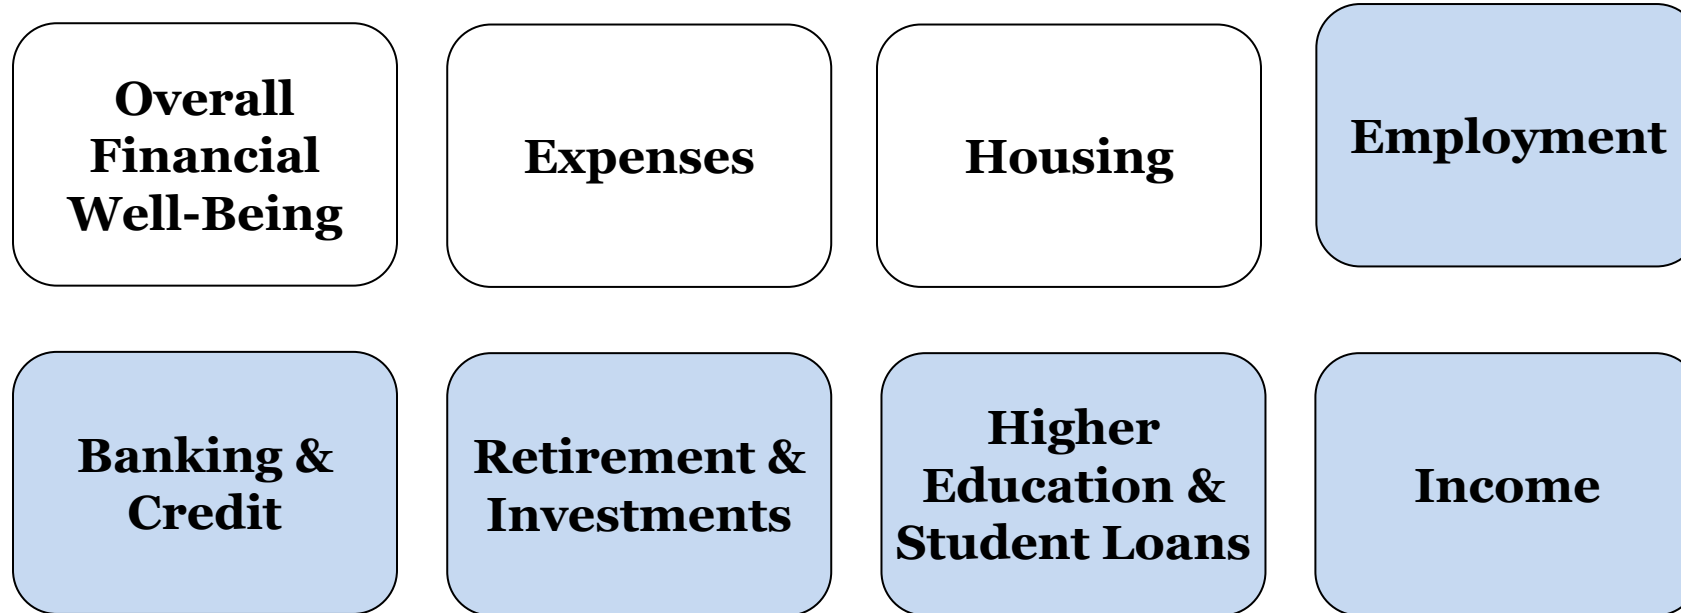 Overall
Financial
Well-Being
Expenses
Housing
Employment
Banking &
Credit
Retirement &
Investments
Higher
Education &
Student Loans
Income